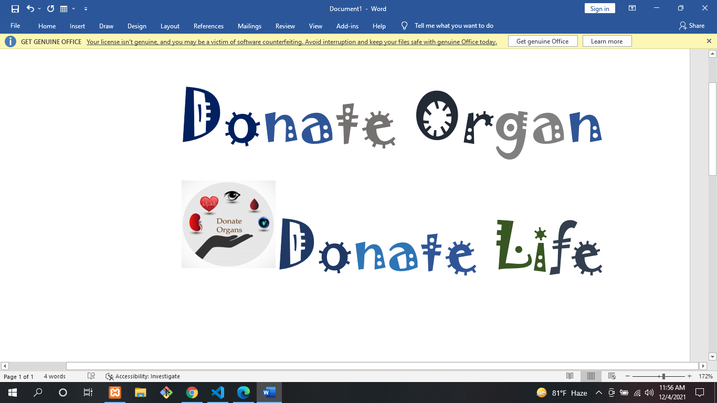 Document1 - Word
Sign in
File Home Insert Draw Design Layout References Mailings Review View Add-ins Help Tell me what you want to do
Share
GET GENUINE OFFICE Your license isn't genuine, and you may be a victim of software counterfeiting. Avoid interruption and keep your files safe with genuine Office today. Get genuine Office Learn more
Donate Organ
Donate
Organs
Donate Life
Page 1 of 1 4 words Accessibility: Investigate
172%
81°F Haze
11:56 AM
12/4/2021